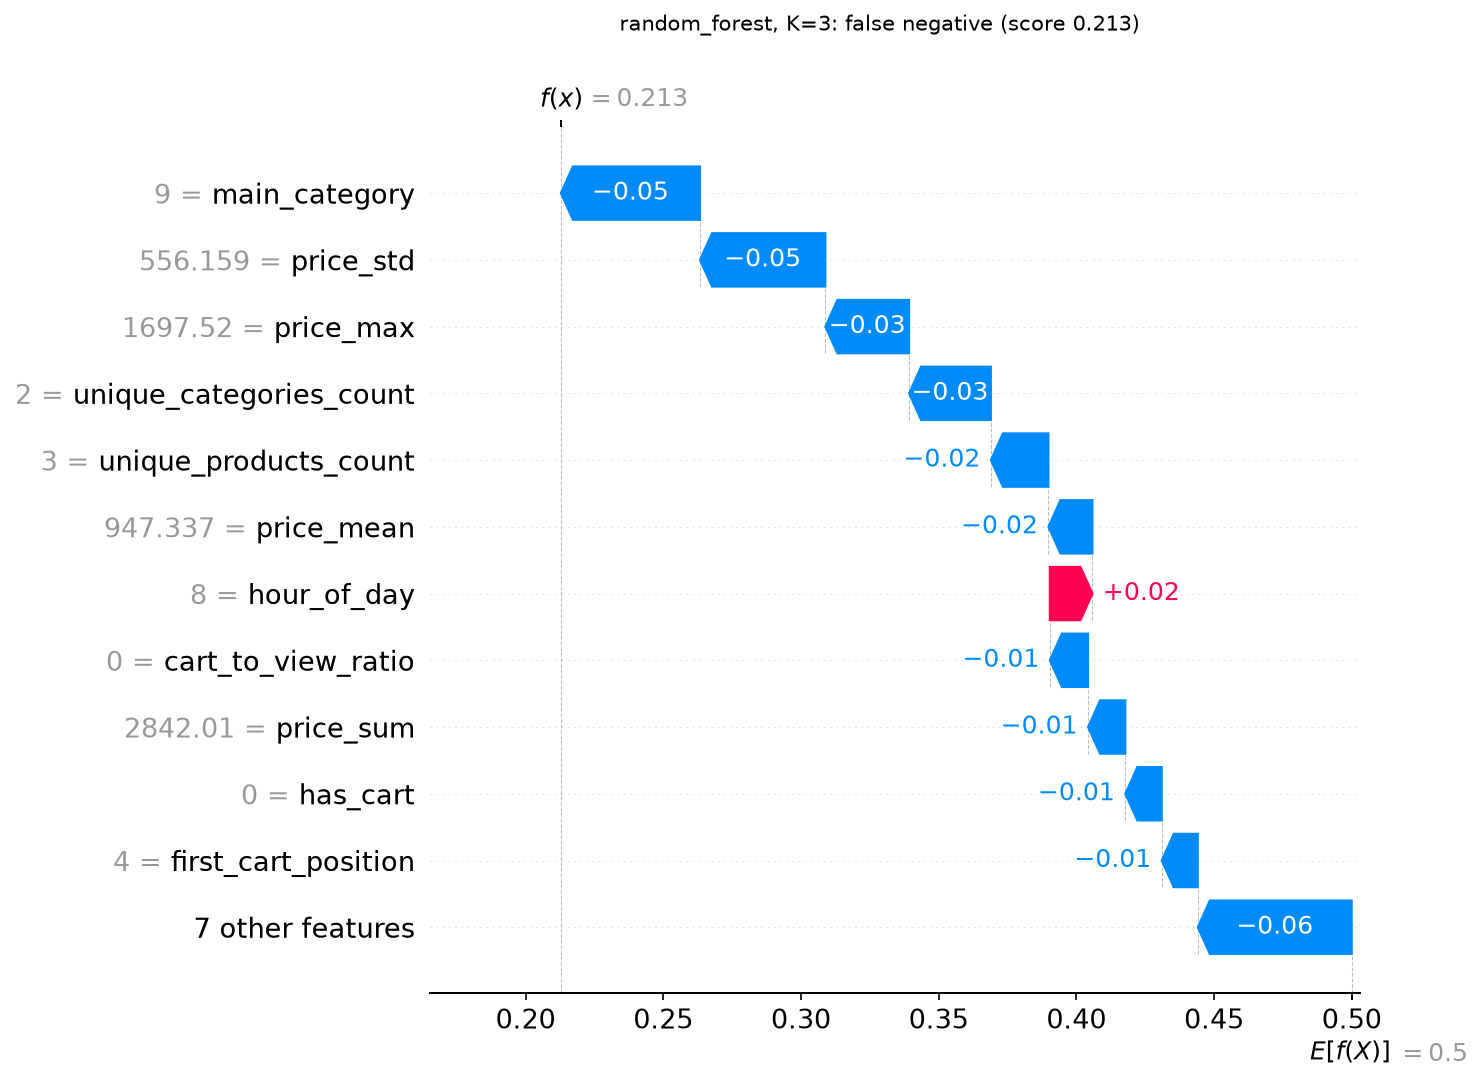 random_forest, K=3: false negative (score 0.213)
f(x) = 0.213
9 = main_category −0.05
556.159 = price_std −0.05
1697.52 = price_max −0.03
2 = unique_categories_count −0.03
3 = unique_products_count −0.02
947.337 = price_mean −0.02
8 = hour_of_day +0.02
0 = cart_to_view_ratio −0.01
2842.01 = price_sum −0.01
0 = has_cart −0.01
4 = first_cart_position −0.01
7 other features −0.06
0.20 0.25 0.30 0.35 0.40 0.45 0.50
E[f(X)] = 0.5